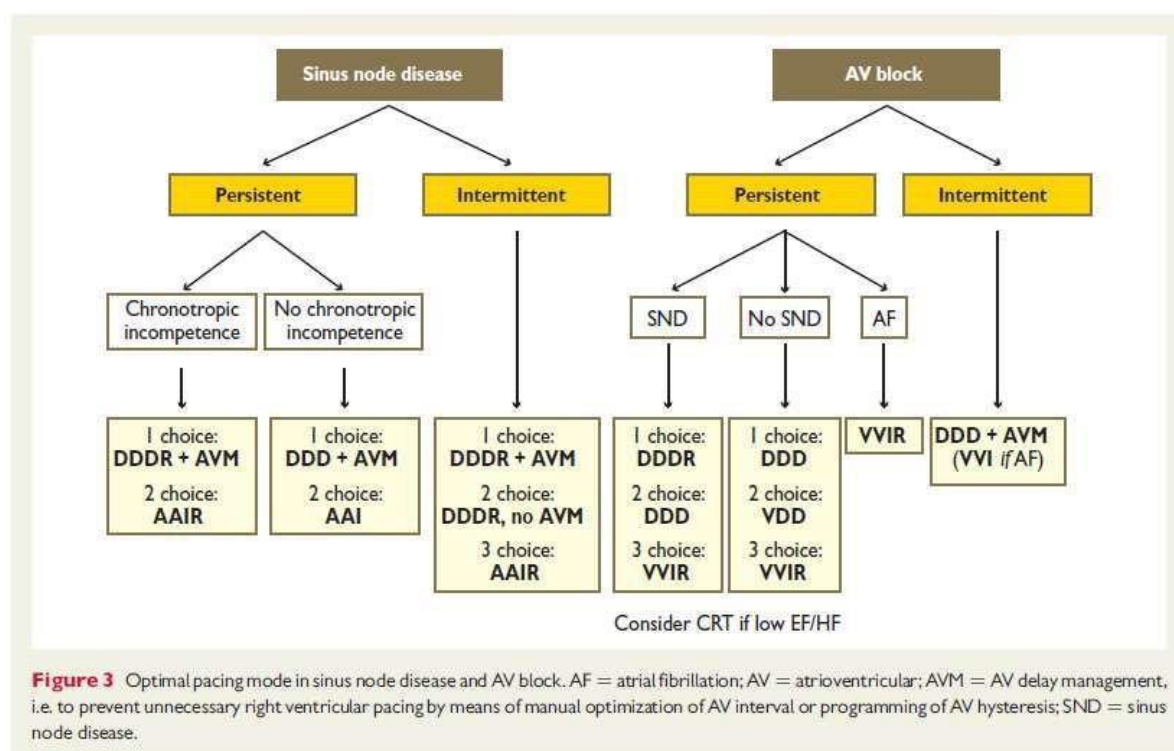 Sinus node disease
AV block
Persistent
Intermittent
Persistent
Intermittent
Chronotropic
incompetence
No chronotropic
incompetence
SND
No SND
AF
1 choice:
DDDR + AVM
2 choice:
AAIR
1 choice:
DDD + AVM
2 choice:
AAI
1 choice:
DDDR + AVM
2 choice:
DDDR, no AVM
3 choice:
AAIR
1 choice:
DDDR
2 choice:
DDD
3 choice:
VVIR
1 choice:
DDD
2 choice:
VDD
3 choice:
VVIR
VVIR
DDD + AVM
(VVI if AF)
Consider CRT if low EF/HF
Figure 3 Optimal pacing mode in sinus node disease and AV block. AF = atrial fibrillation; AV = atrioventricular; AVM = AV delay management,
i.e. to prevent unnecessary right ventricular pacing by means of manual optimization of AV interval or programming of AV hysteresis; SND = sinus
node disease.